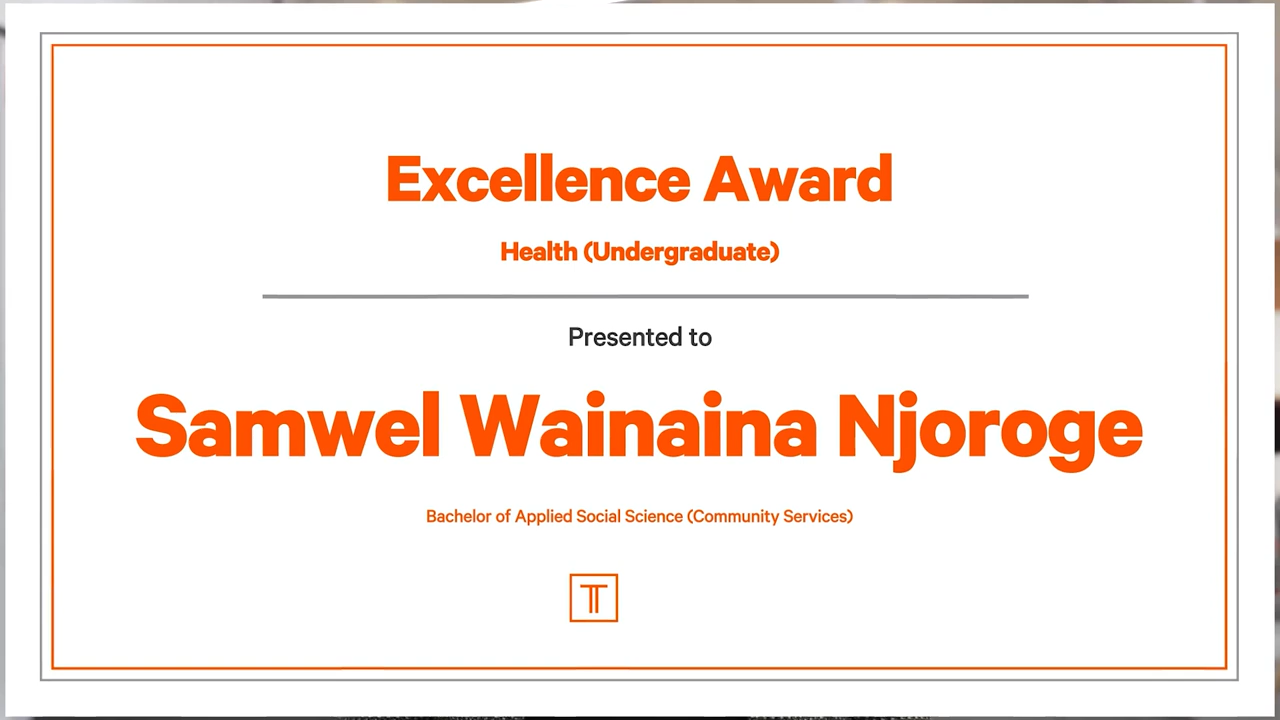 Excellence Award
Health (Undergraduate)
Presented to
Samwel Wainaina Njoroge
Bachelor of Applied Social Science (Community Services)